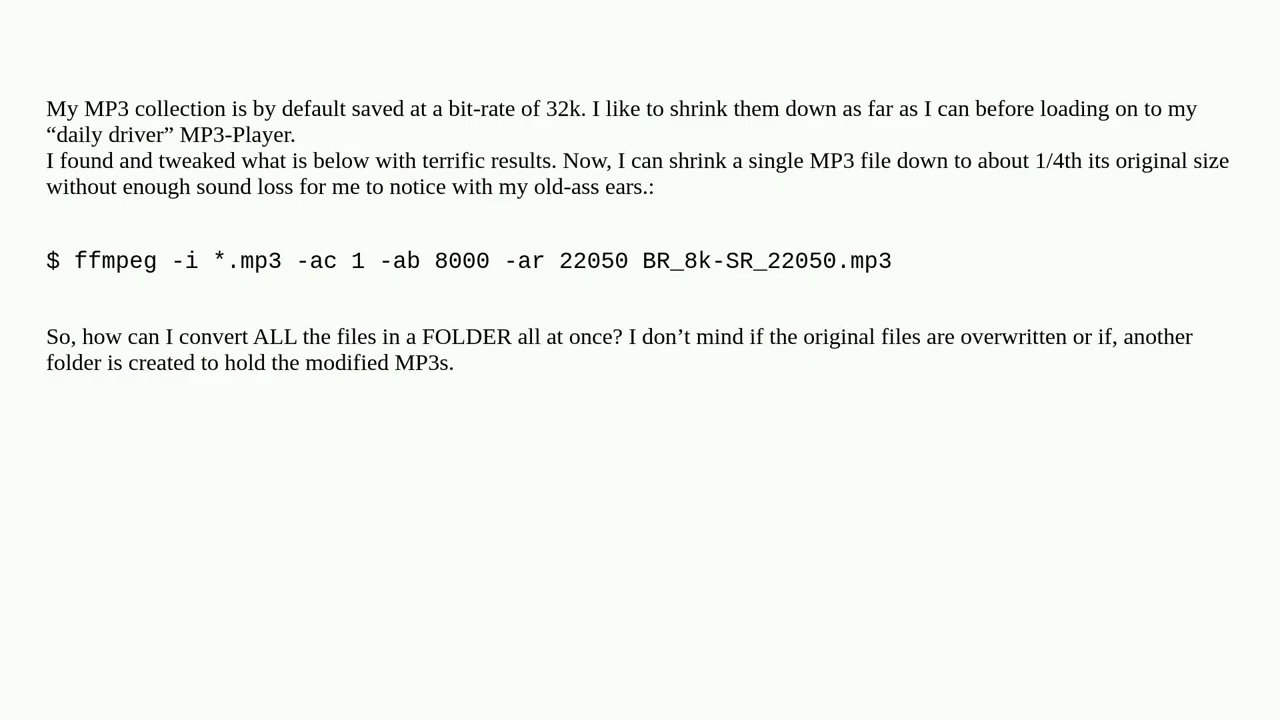 My MP3 collection is by default saved at a bit-rate of 32k. I like to shrink them down as far as I can before loading on to my
“daily driver” MP3-Player.
I found and tweaked what is below with terrific results. Now, I can shrink a single MP3 file down to about 1/4th its original size
without enough sound loss for me to notice with my old-ass ears.:
$ ffmpeg -i *.mp3 -ac 1 -ab 8000 -ar 22050 BR_8k-SR_22050.mp3
So, how can I convert ALL the files in a FOLDER all at once? I don’t mind if the original files are overwritten or if, another
folder is created to hold the modified MP3s.